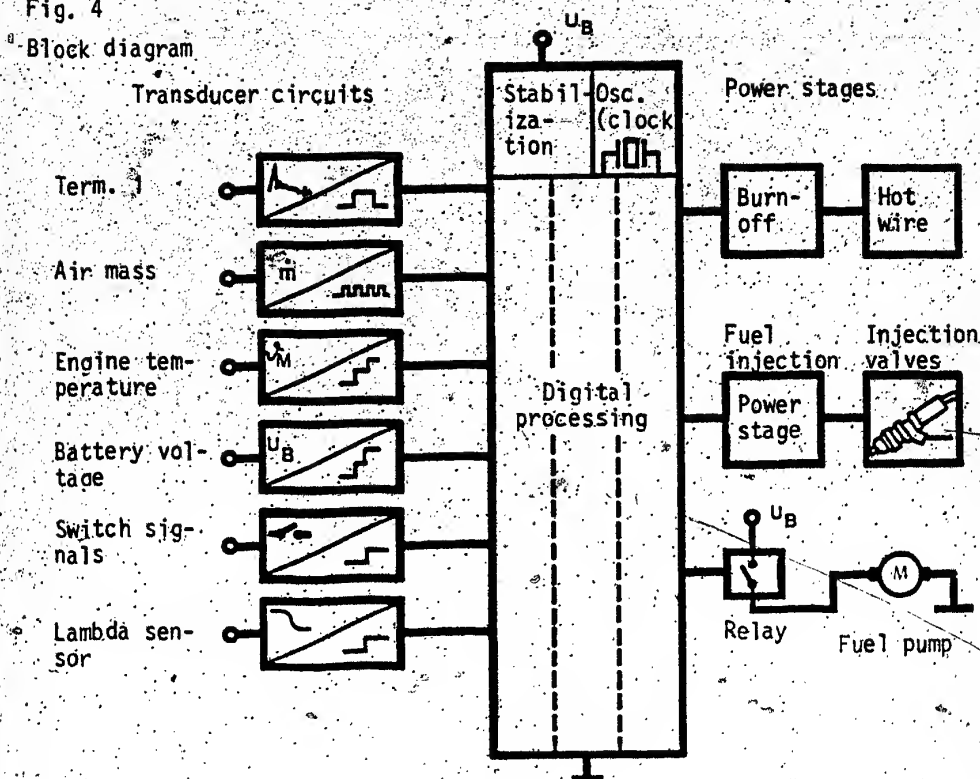 Fig. 4
Block diagram
Transducer circuits
U_B
Stabil-
iza-
tion
Osc.
(clock
Power stages
Term. 1
Burn-
off
Hot
wire
Air mass
ṁ
Engine tem-
perature
ϑ_M
Digital
processing
Fuel
injection
Injection
valves
Power
stage
Battery vol-
tage
U_B
Switch sig-
nals
U_B
M
Relay
Fuel pump
Lambda sen-
sor